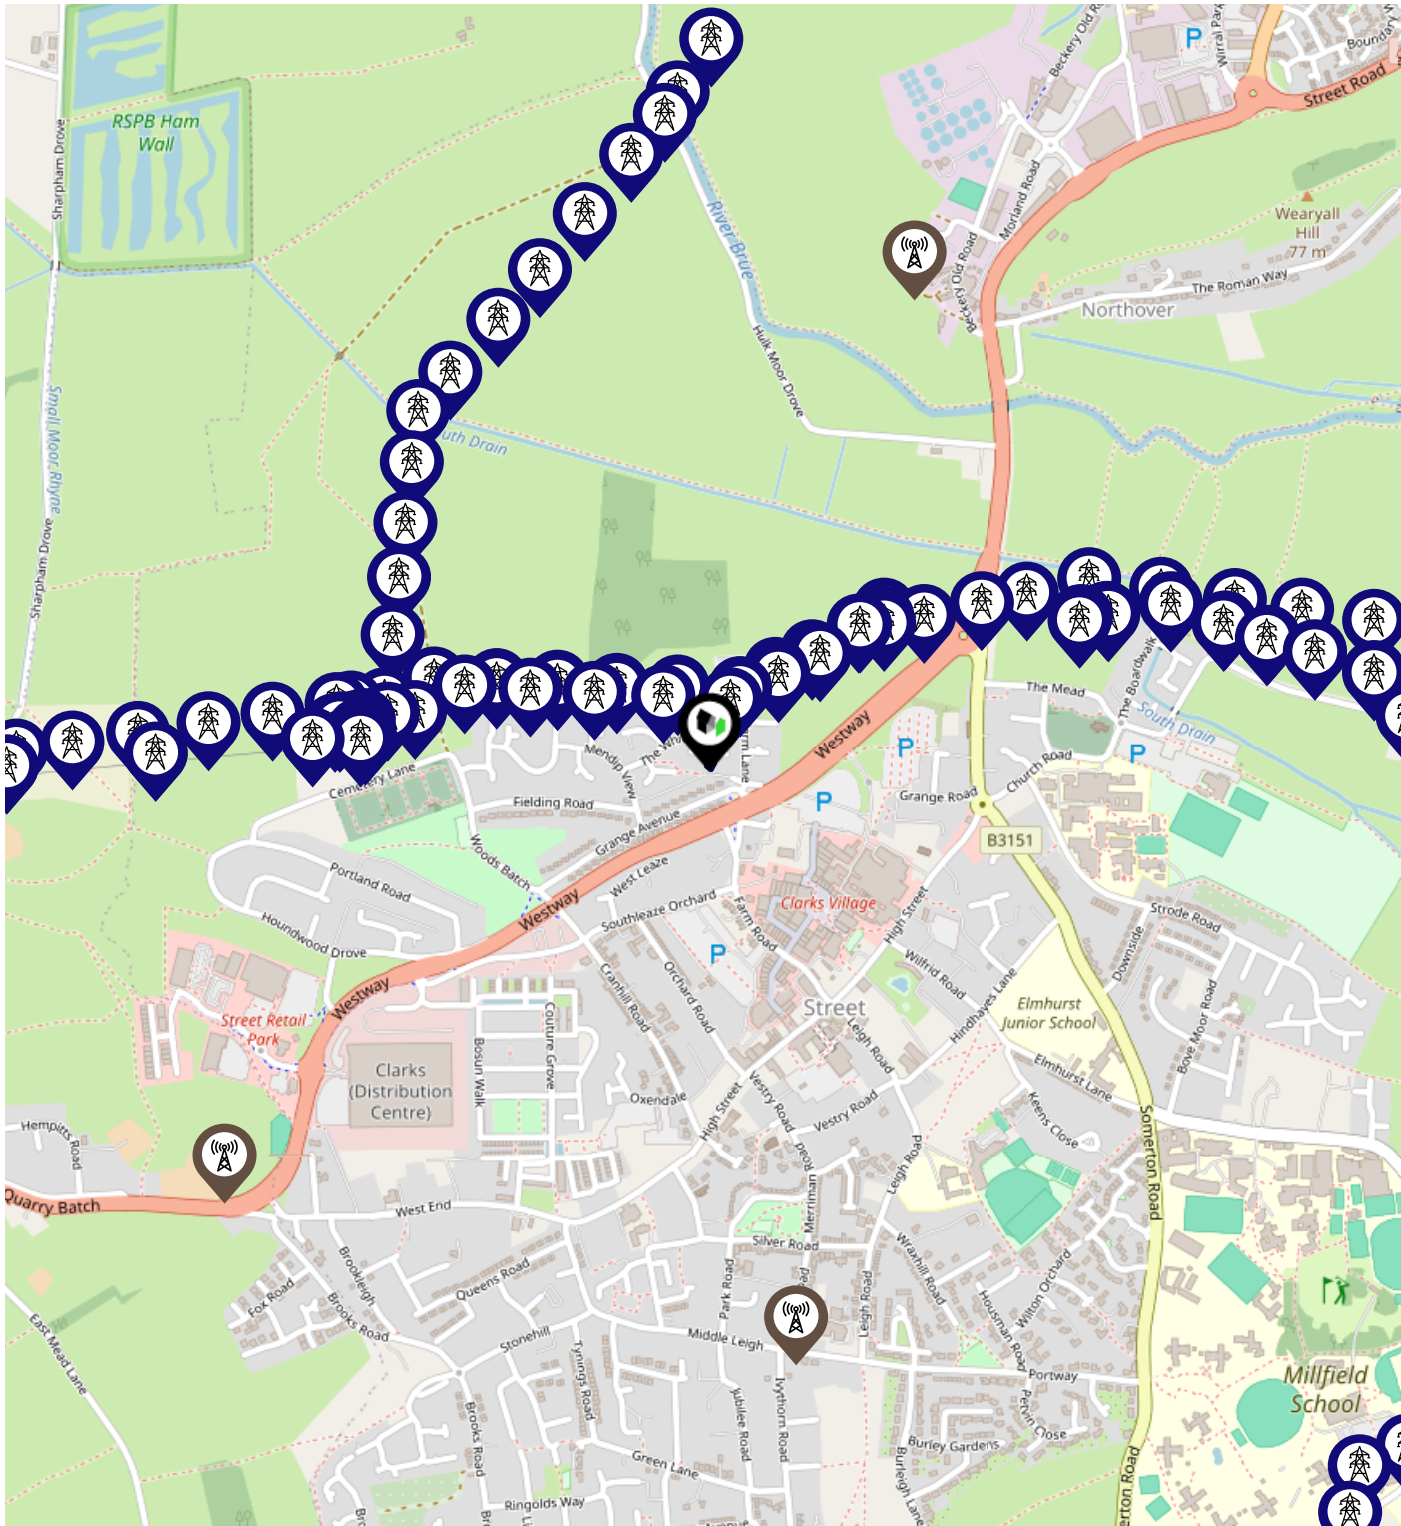 RSPB Ham
Wall
Sharpham Drove
Small Moor Rhyne
Sharpham Drove
River Brue
Hulk Moor Drove
P
Wirral Park
Boundary W
Street Road
Morland Road
Beckery Old Road
Wearyall
Hill
77 m
The Roman Way
Northover
uth Drain
The Mead
The Boardwalk
South Drain
P
Church Road
P
Grange Road
P
Westway
B3151
Cemetery Lane
Mendip View
Fielding Road
Grange Avenue
Woods Batch
West Leaze
Portland Road
Westway
Southleaze Orchard
Clarks Village
High Street
Farm Road
Strode Road
Downside
Houndwood Drove
P
Wilfrid Road
Westway
Cranhill Road
Orchard Road
Hindhayes Lane
Elmhurst
Junior School
Bove Moor Road
Street Retail
Park
Couture Grove
Street
Leigh Road
Bosun Walk
Clarks
(Distribution
Centre)
Elmhurst Lane
Keens Close
Oxendale
High Street
Vestry Road
Vestry Road
Hempitts Road
Leigh Road
Somerton Road
Merriman Road
Quarry Batch
West End
Silver Road
Wraxhill Road
Brookleigh
Queens Road
Fox Road
Park Road
Leigh Road
Wilton Orchard
Housman Road
Brooks Road
Stonehill
Middle Leigh
East Mead Lane
Tynings Road
Portway
Millfield
School
Jubilee Road
Ivythorn Road
Pervin Close
Brooks Road
Burley Gardens
Green Lane
Burleigh Lane
Ringolds Way
erton Road